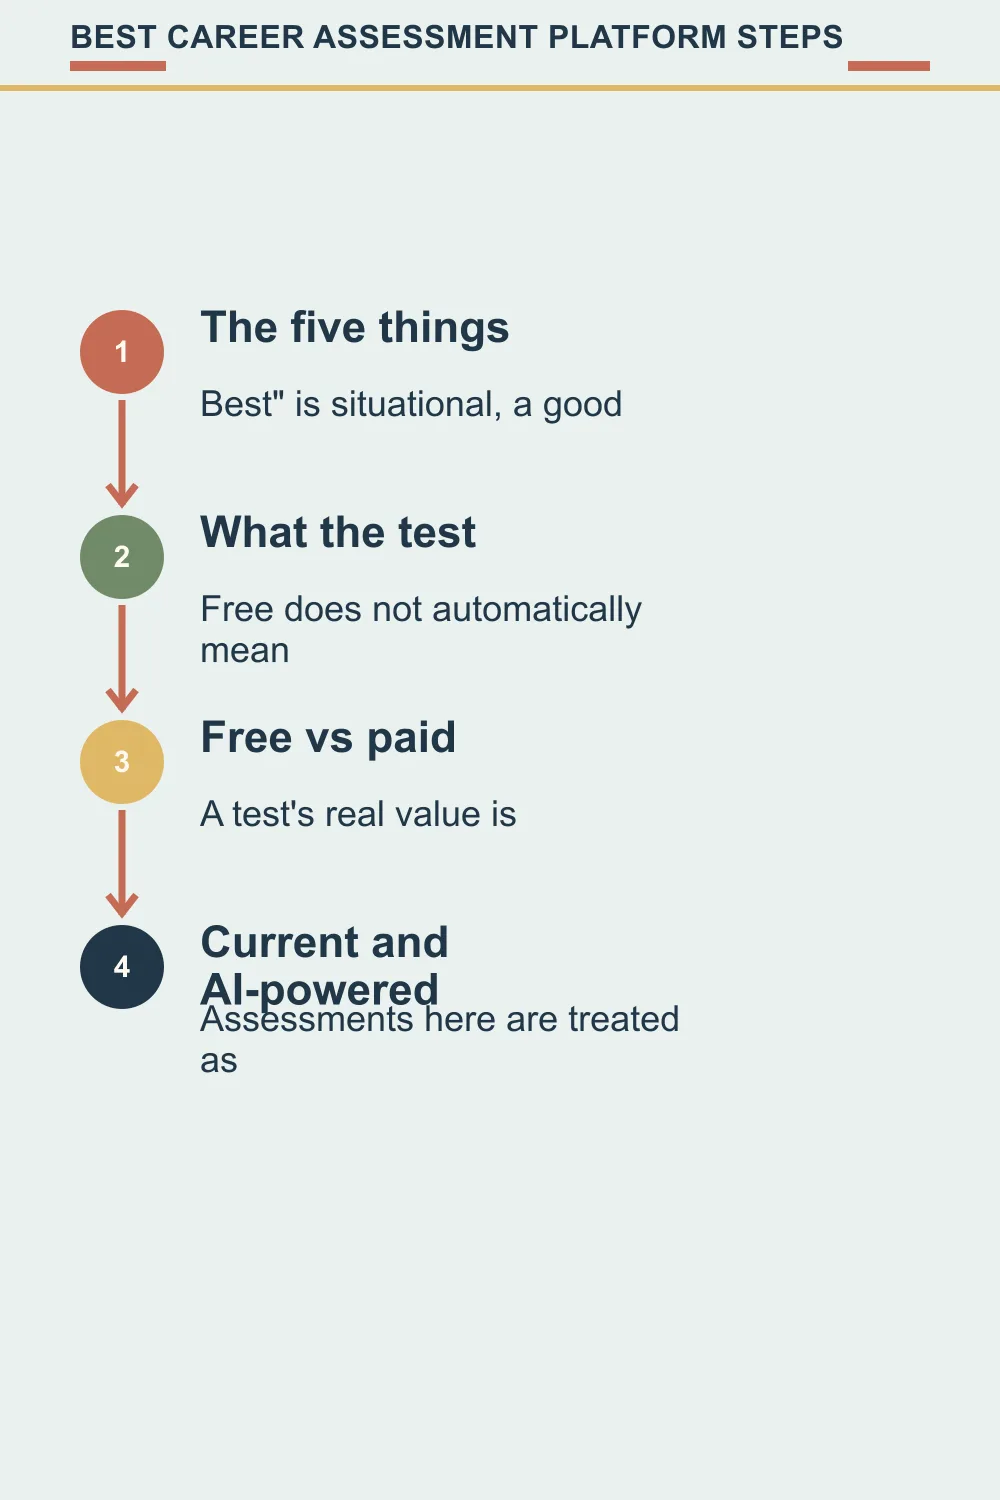 BEST CAREER ASSESSMENT PLATFORM STEPS
1
The five things
Best" is situational, a good
2
What the test
Free does not automatically
mean
3
Free vs paid
A test's real value is
4
Current and
AI-powered
Assessments here are treated
as